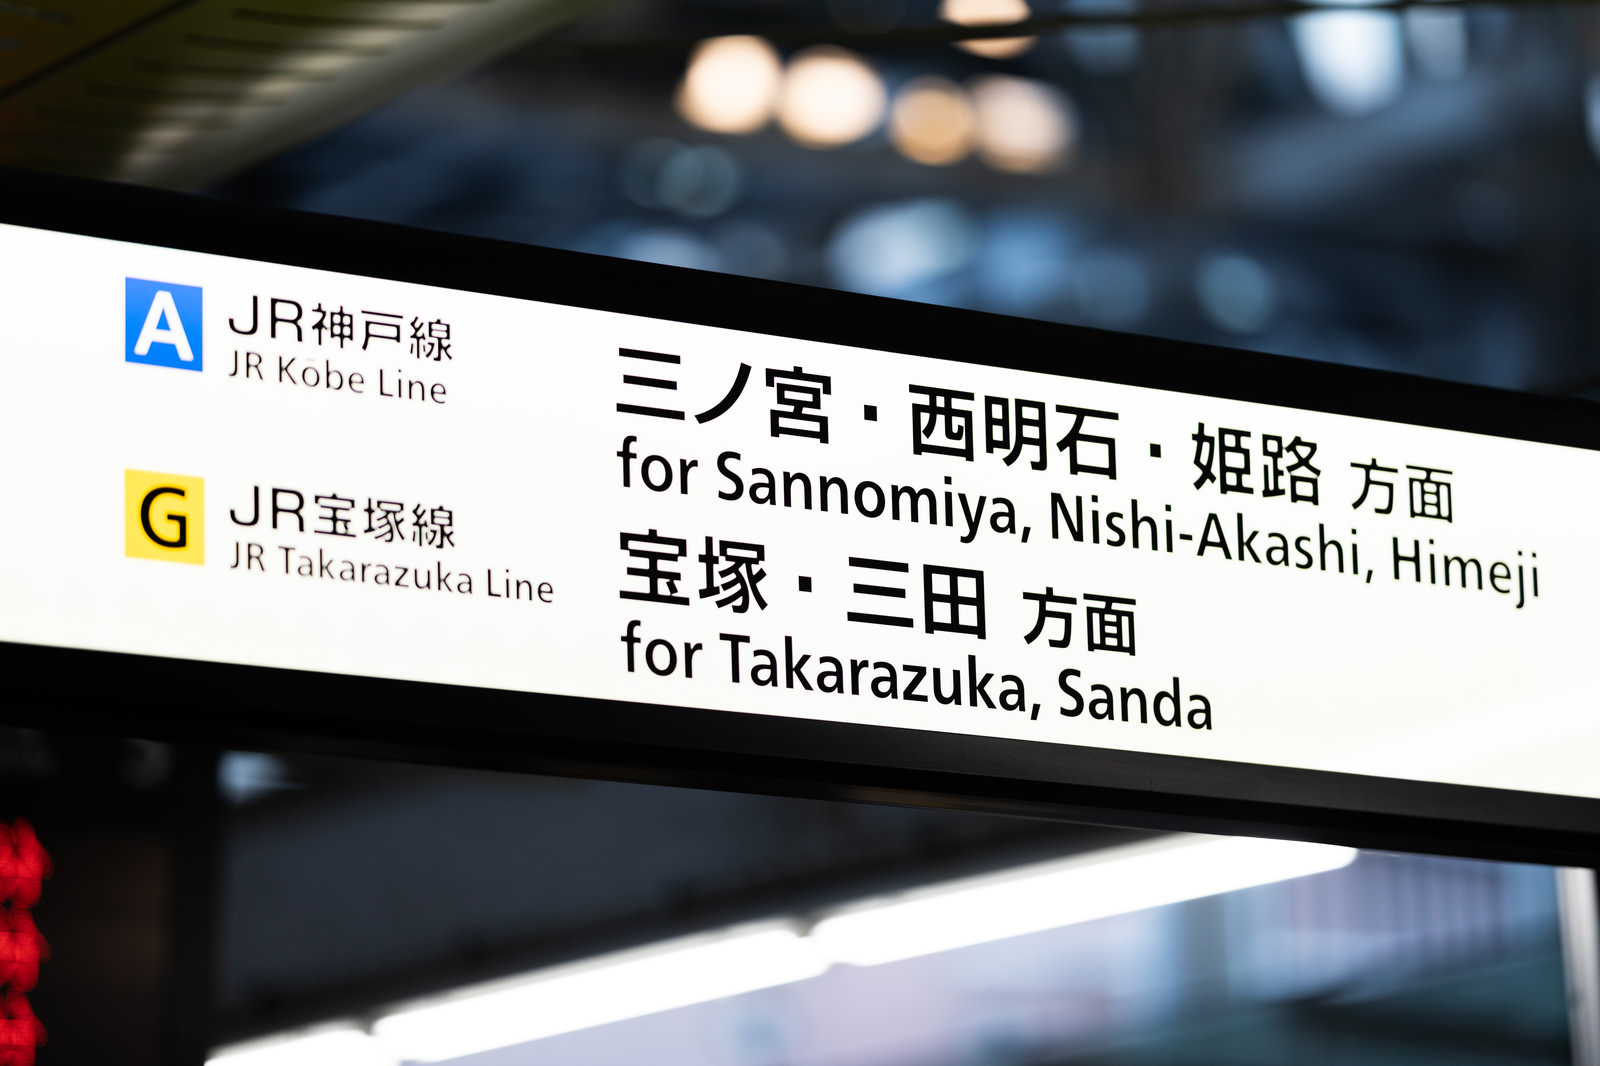 A JR神戸線
JR Kōbe Line
三ノ宮・西明石・姫路 方面
for Sannomiya, Nishi-Akashi, Himeji
G JR宝塚線
JR Takarazuka Line
宝塚・三田 方面
for Takarazuka, Sanda